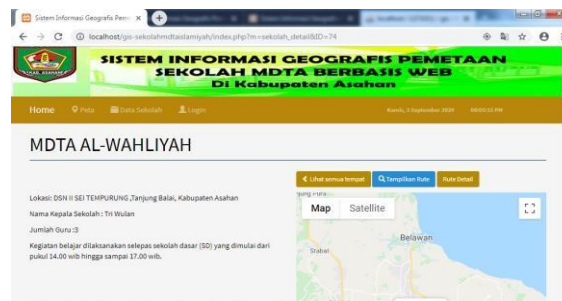 Sistem Informasi Geografis Pem
localhost/gis-sekolahmdtaislamiyah/index.php?m=sekolah_detail&ID=74
SISTEM INFORMASI GEOGRAFIS PEMETAAN
SEKOLAH MDTA BERBASIS WEB
Di Kabupaten Asahan
Home Peta Data Sekolah Login Kamis, 3 September 2020
MDTA AL-WAHLIYAH
Lihat semua tempat Tampilkan Rute Rute Detail
Lokasi: DSN II SEI TEMPURUNG ,Tanjung Balai, Kabupaten Asahan
Nama Kepala Sekolah : Tri Wulan
Jumlah Guru :3
Kegiatan belajar dilaksanakan selepas sekolah dasar (SD) yang dimulai dari
pukul 14.00 wib hingga sampai 17.00 wib.
Map Satellite
Belawan
Stabat